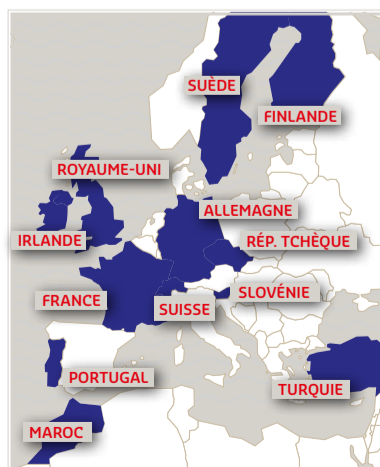 SUÈDE
FINLANDE
ROYAUME-UNI
ALLEMAGNE
IRLANDE
RÉP. TCHÈQUE
FRANCE
SLOVÉNIE
SUISSE
PORTUGAL
TURQUIE
MAROC